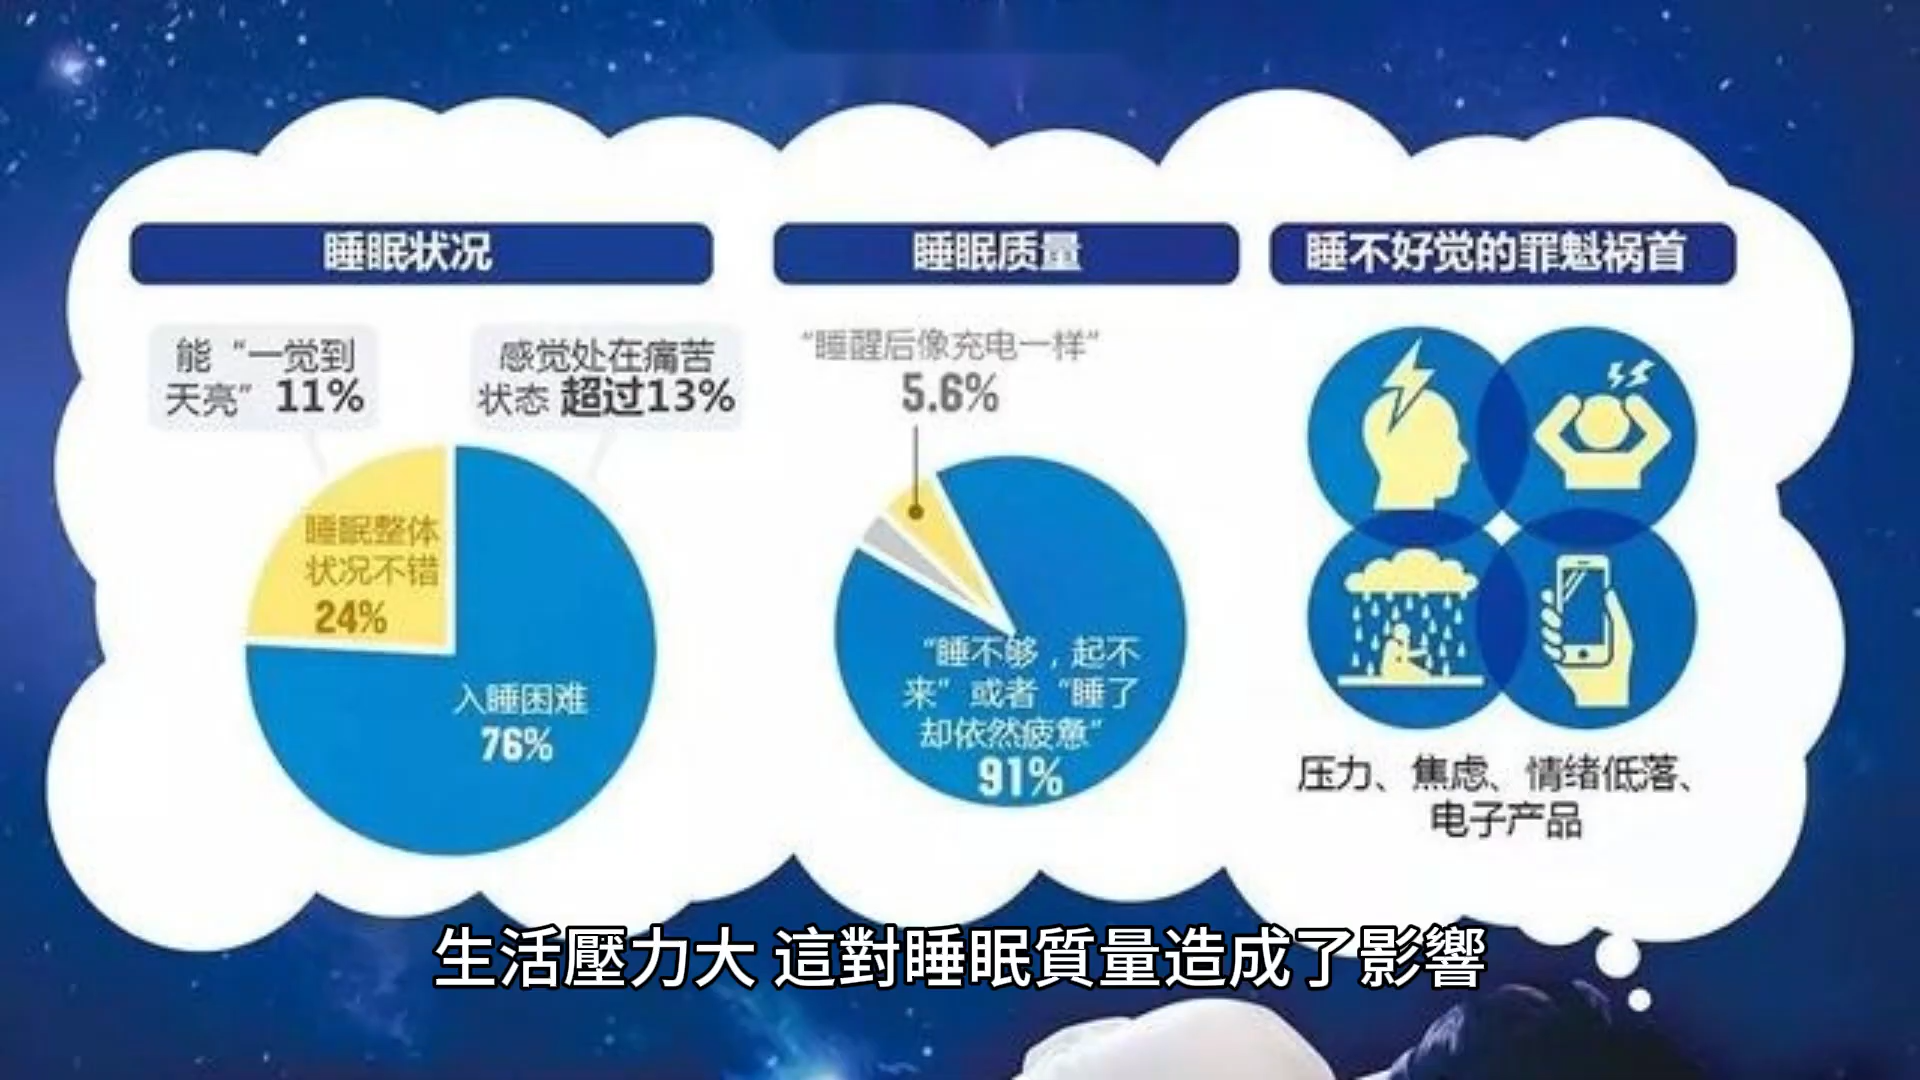 睡眠状况
能“一觉到
天亮”11%
感觉处在痛苦
状态 超过13%
睡眠整体
状况不错
24%
入睡困难
76%
睡眠质量
“睡醒后像充电一样”
5.6%
“睡不够，起不
来”或者“睡了
却依然疲惫”
91%
睡不好觉的罪魁祸首
压力、焦虑、情绪低落、
电子产品
生活壓力大 這對睡眠質量造成了影響